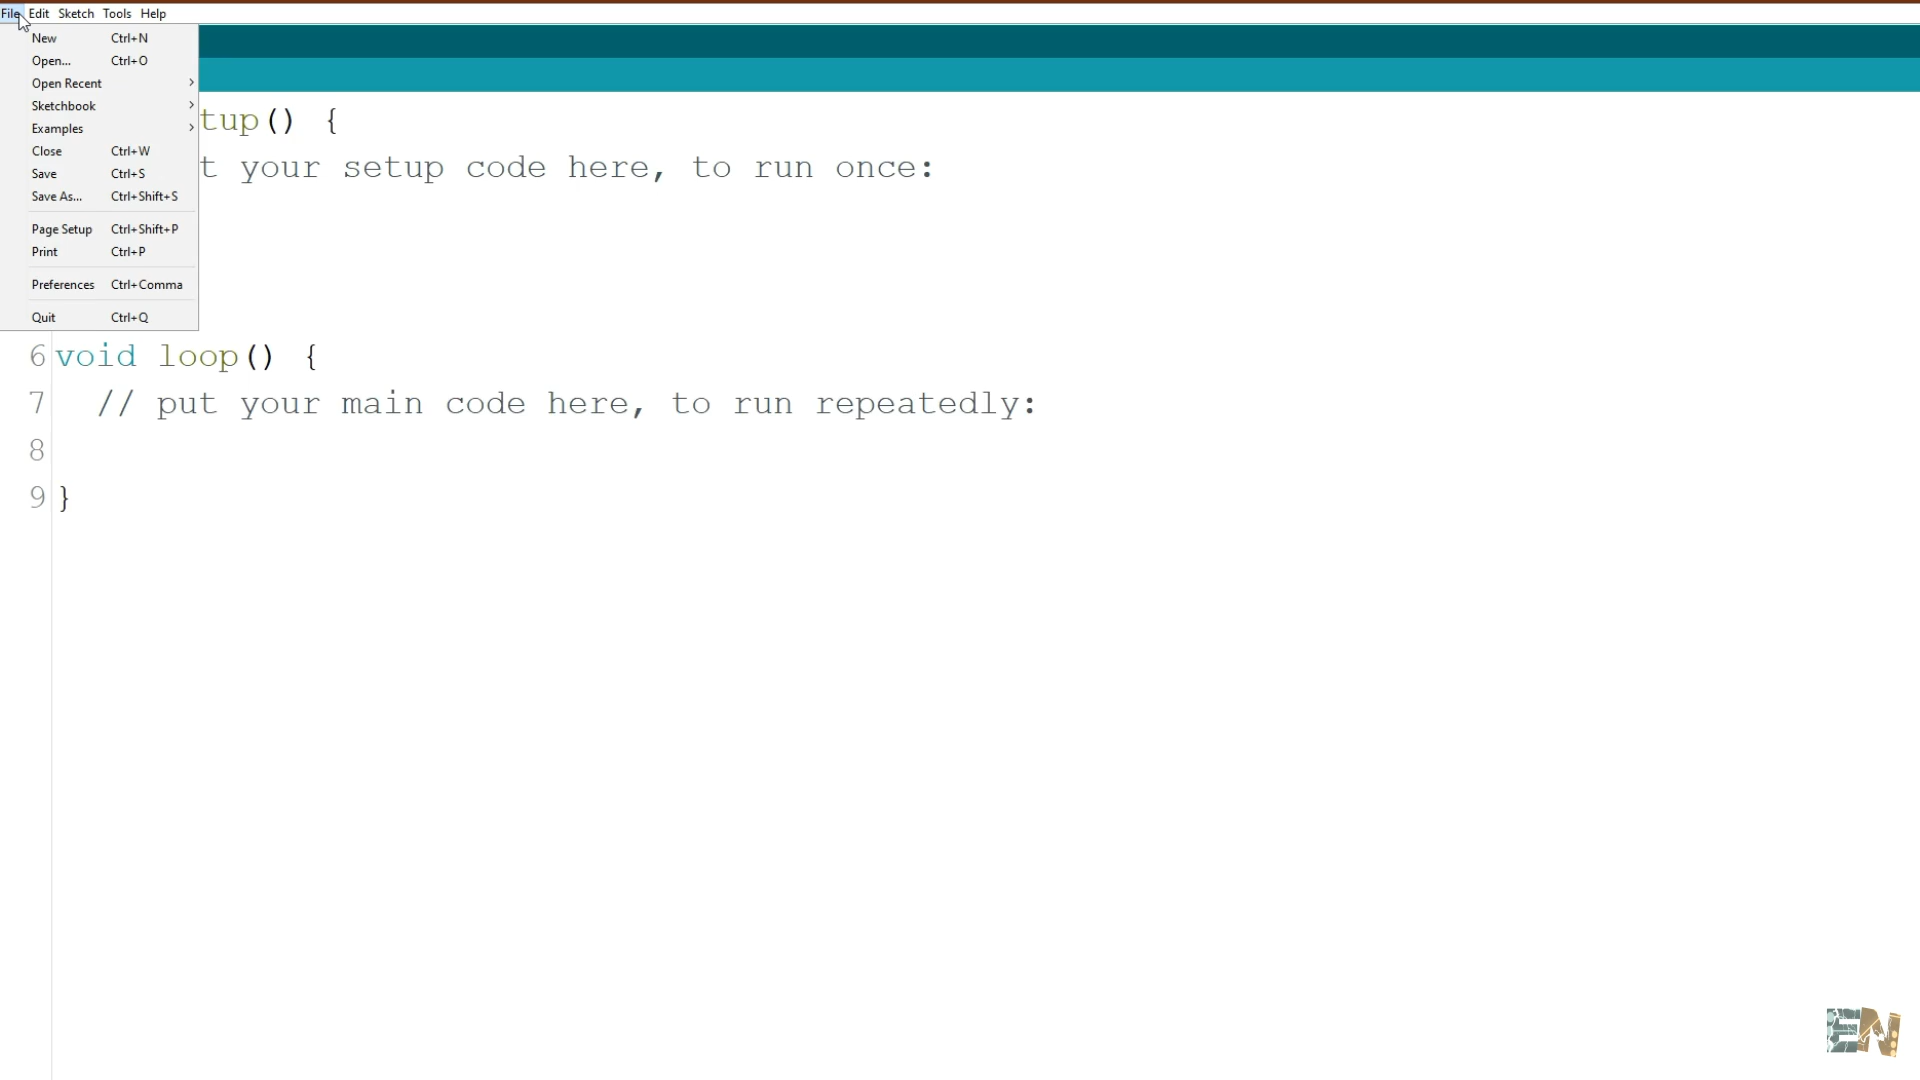 File Edit Sketch Tools Help
New Ctrl+N
Open... Ctrl+O
Open Recent
Sketchbook
Examples
Close Ctrl+W
Save Ctrl+S
Save As... Ctrl+Shift+S
Page Setup Ctrl+Shift+P
Print Ctrl+P
Preferences Ctrl+Comma
Quit Ctrl+Q
tup() {
t your setup code here, to run once:
6 void loop() {
7 // put your main code here, to run repeatedly:
8
9 }
EN